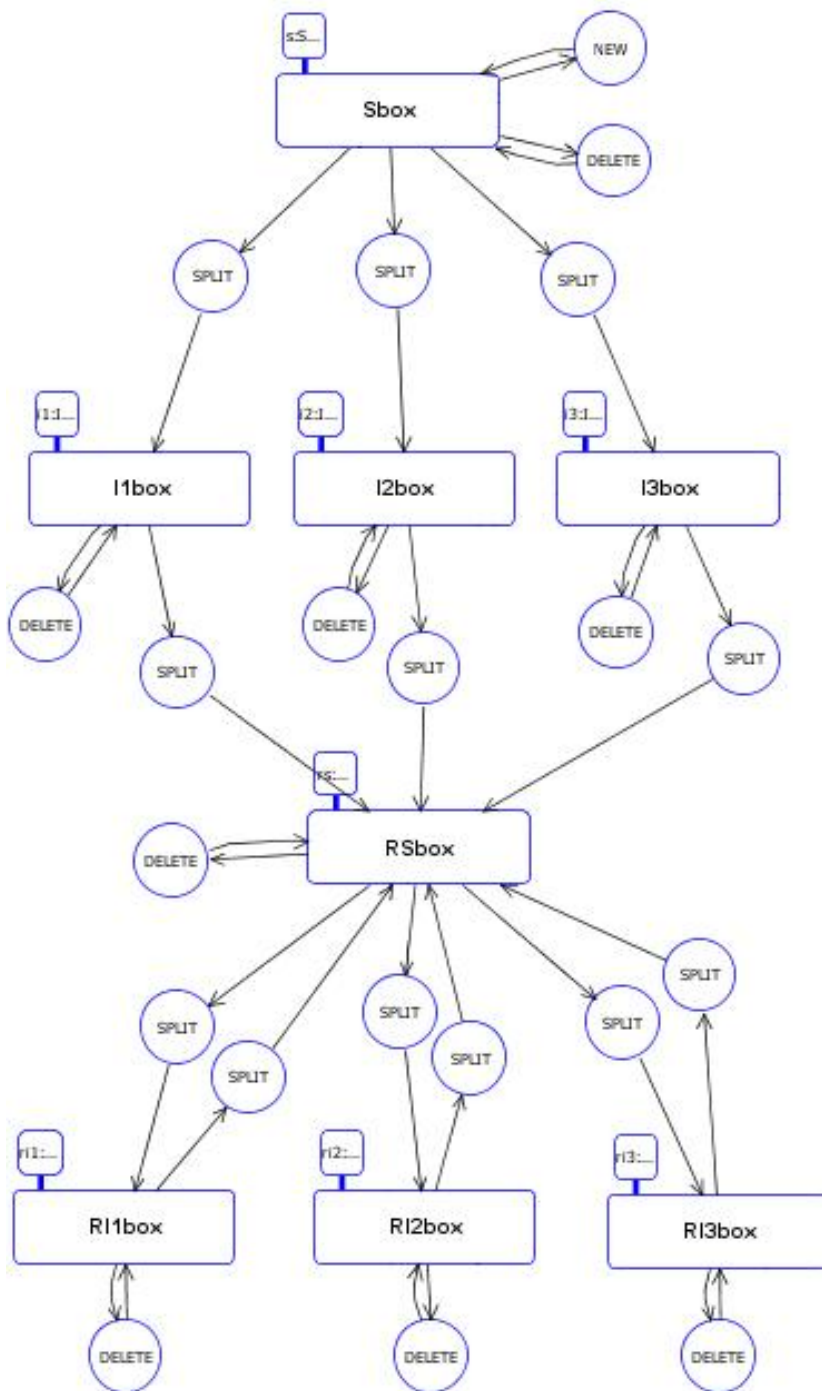 s:S...
NEW
Sbox
DELETE
SPLIT
SPLIT
SPLIT
i1:I...
i2:I...
i3:I...
I1box
I2box
I3box
DELETE
DELETE
DELETE
SPLIT
SPLIT
SPLIT
rs:...
RSbox
DELETE
SPLIT
SPLIT
SPLIT
SPLIT
SPLIT
SPLIT
ri1:...
ri2:...
ri3:...
RI1box
RI2box
RI3box
DELETE
DELETE
DELETE